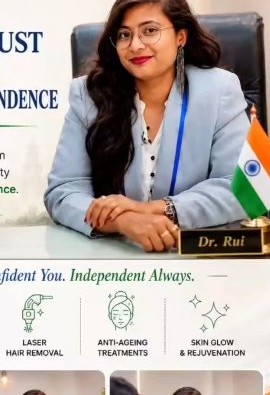 UST
NDENCE
n
ty
nce.
Dr. Rui
fident You. Independent Always.
LASER
HAIR REMOVAL
ANTI-AGEING
TREATMENTS
SKIN GLOW
& REJUVENATION